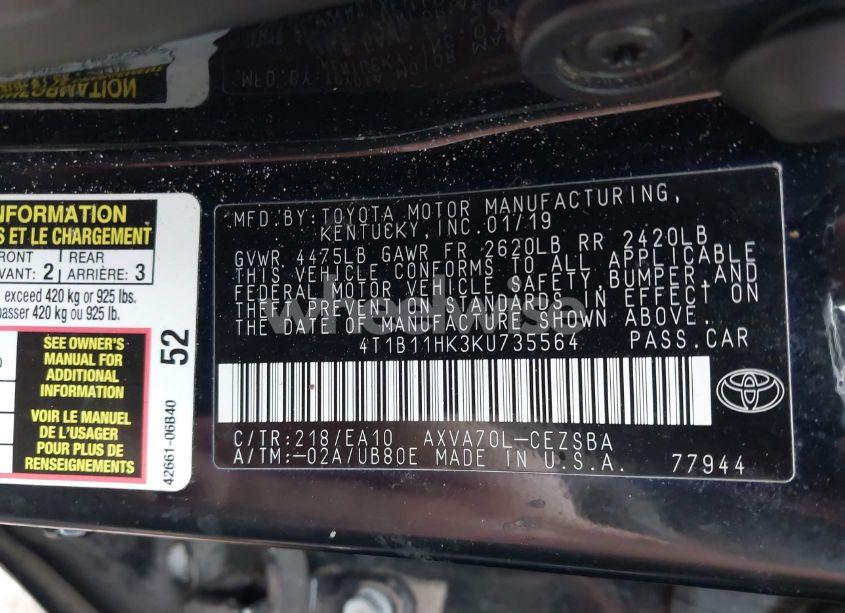 NFORMATION
S ET LE CHARGEMENT
FRONT
VANT: 2
REAR
ARRIÈRE: 3
exceed 420 kg or 925 lbs.
passer 420 kg ou 925 lb.
SEE OWNER'S
MANUAL FOR
ADDITIONAL
INFORMATION
VOIR LE MANUEL
DE L'USAGER
POUR PLUS DE
RENSEIGNEMENTS
52
42661-06B40
MFD.BY:TOYOTA MOTOR MANUFACTURING,
KENTUCKY,INC.01/19
GVWR 4475LB GAWR FR 2620LB RR 2420LB
THIS VEHICLE CONFORMS TO ALL APPLICABLE
FEDERAL MOTOR VEHICLE SAFETY,BUMPER,AND
THEFT PREVENTION STANDARDS IN EFFECT ON
THE DATE OF MANUFACTURE SHOWN ABOVE.
4T1B11HK3KU735564 PASS.CAR
C/TR:218/EA10 AXVA70L-CEZSBA
A/TM:-02A/UB80E MADE IN U.S.A. 77944